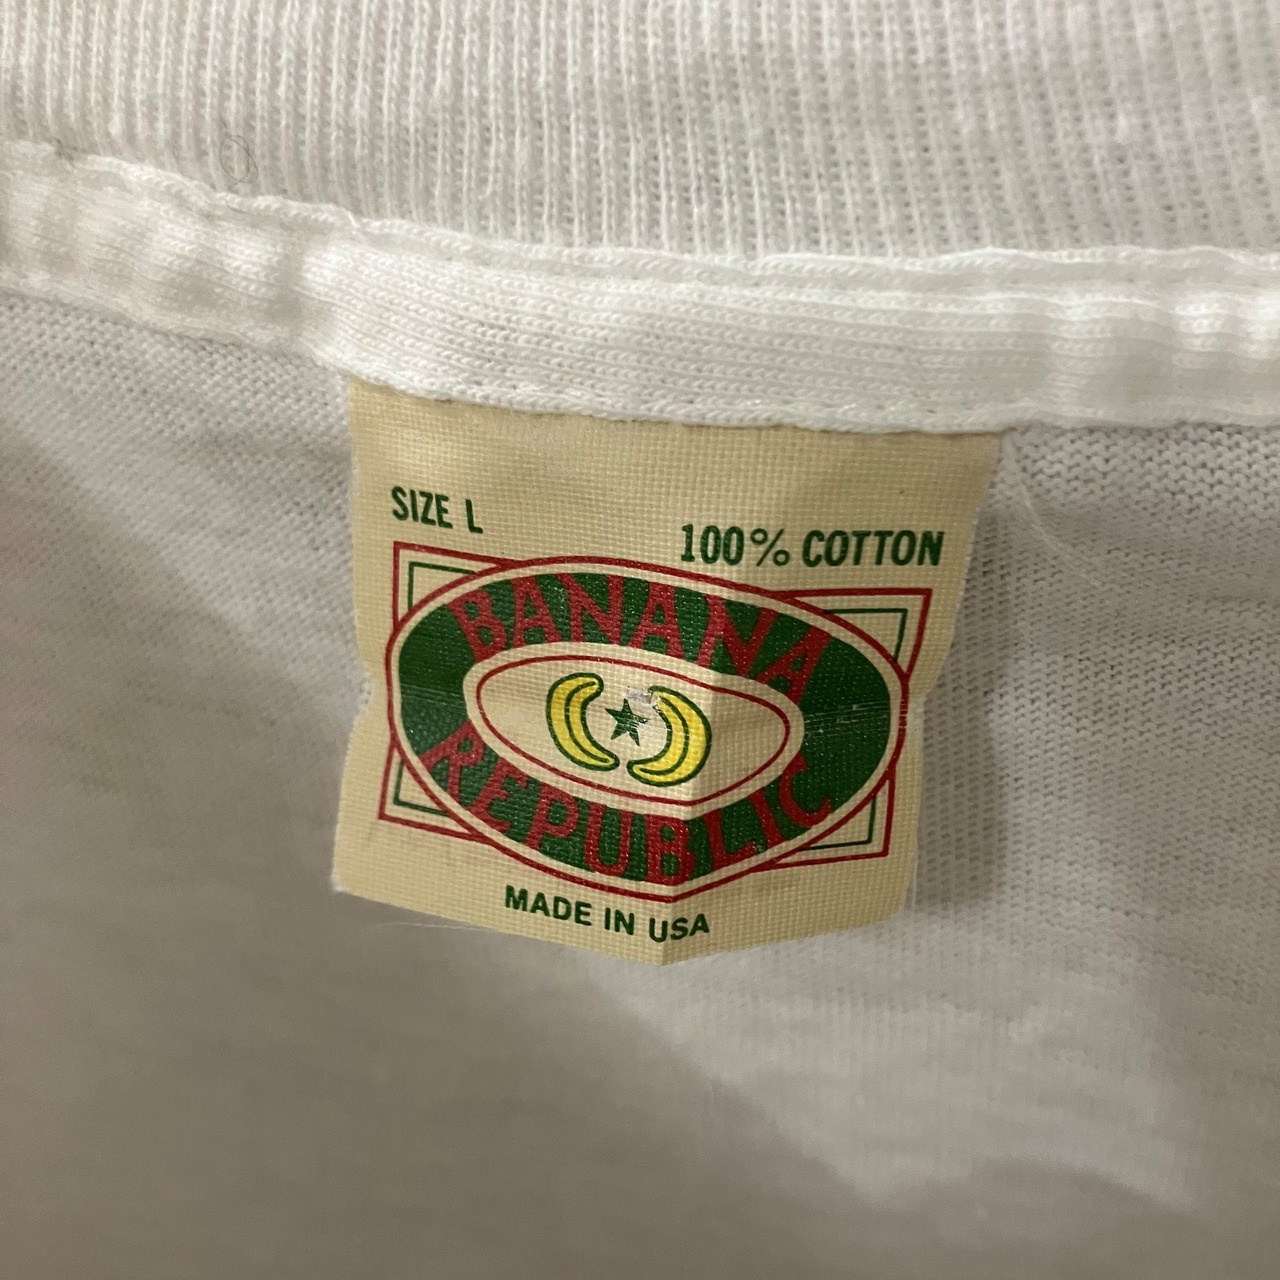 SIZE L
100% COTTON
BANANA
REPUBLIC
MADE IN USA